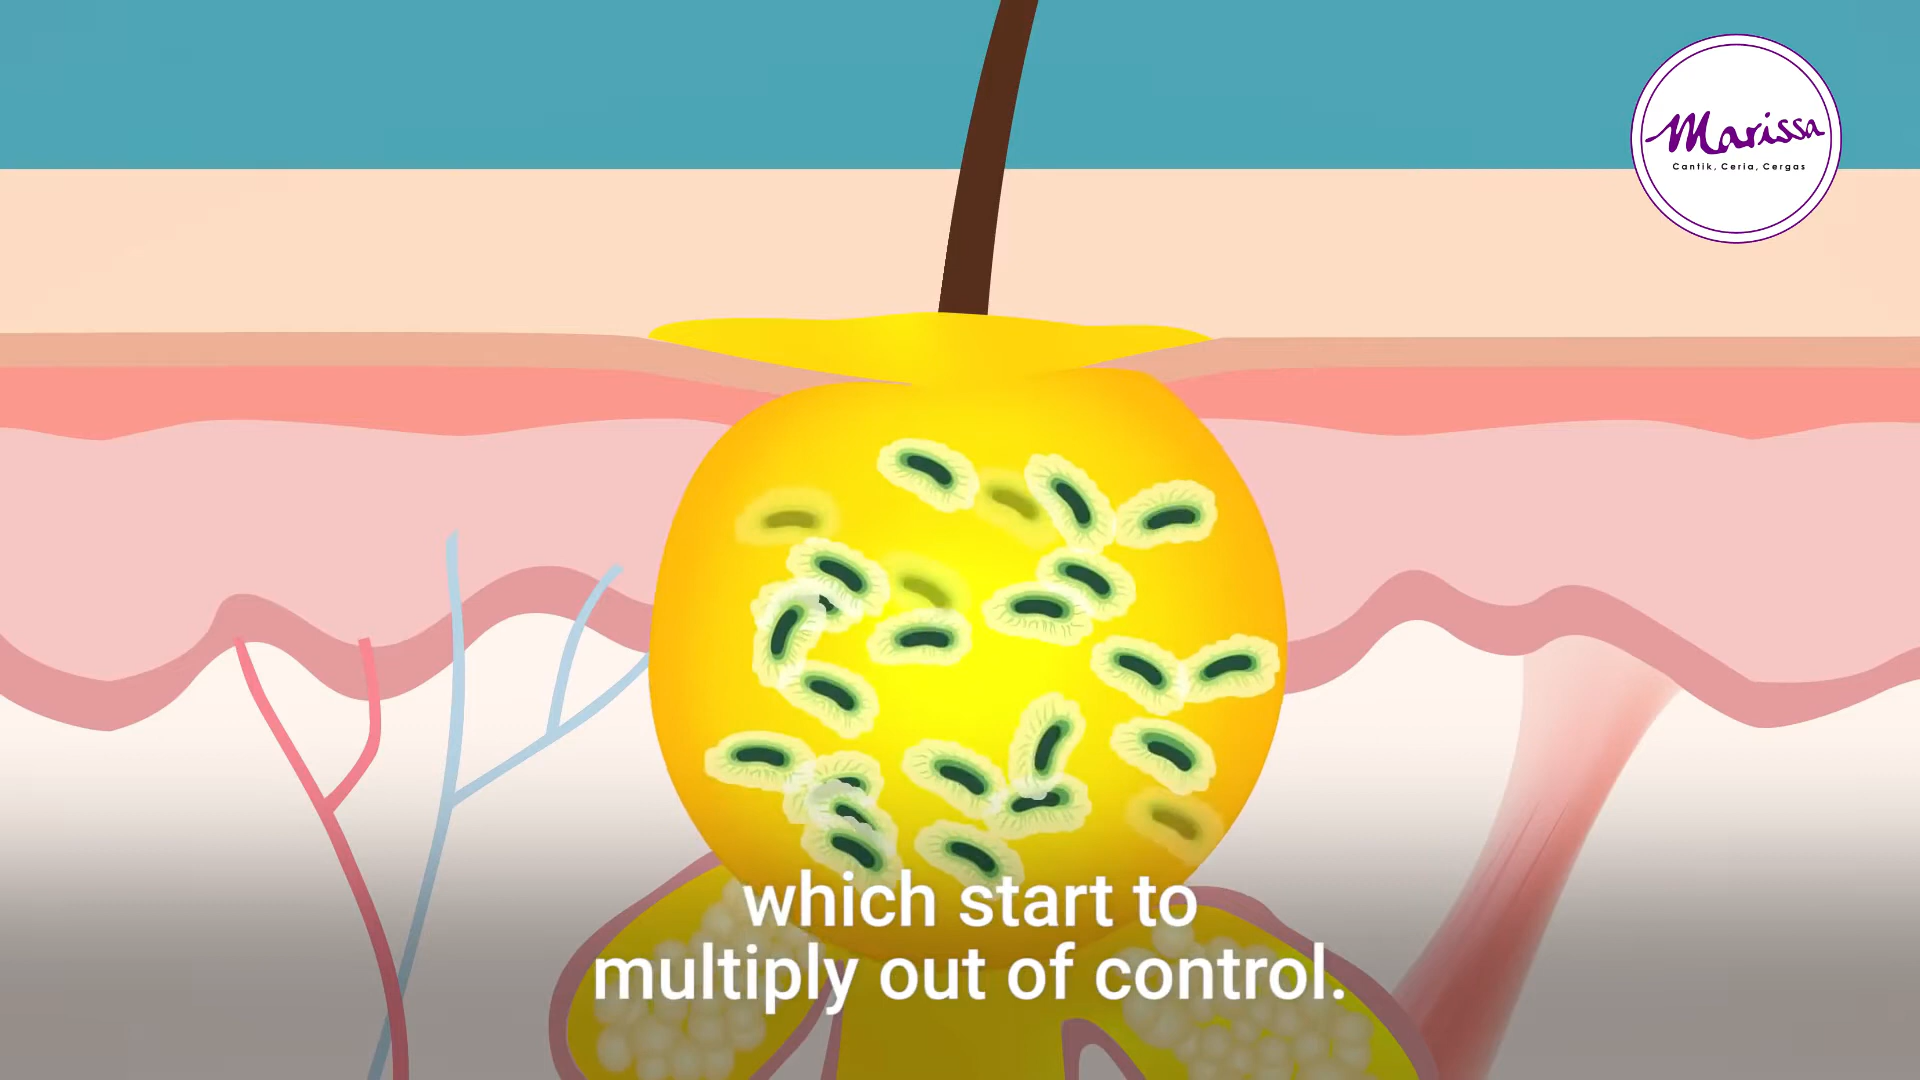 Marissa
Cantik, Ceria, Cergas
which start to
multiply out of control.